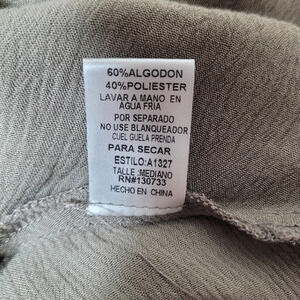 60%ALGODON
40%POLIESTER
LAVAR A MANO EN
AGUA FRIA
POR SEPARADO
NO USE BLANQUEADOR
CUEL GUELA PRENDA
PARA SECAR
ESTILO:A1327
TALLE :MEDIANO
RN#130733
HECHO EN CHINA